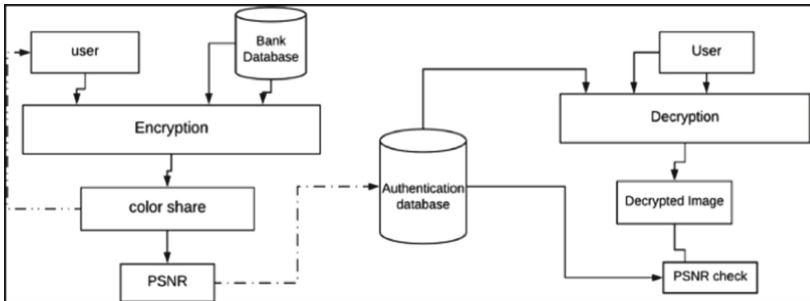 user
Bank
Database
User
Encryption
Decryption
Authentication
database
color share
Decrypted Image
PSNR
PSNR check